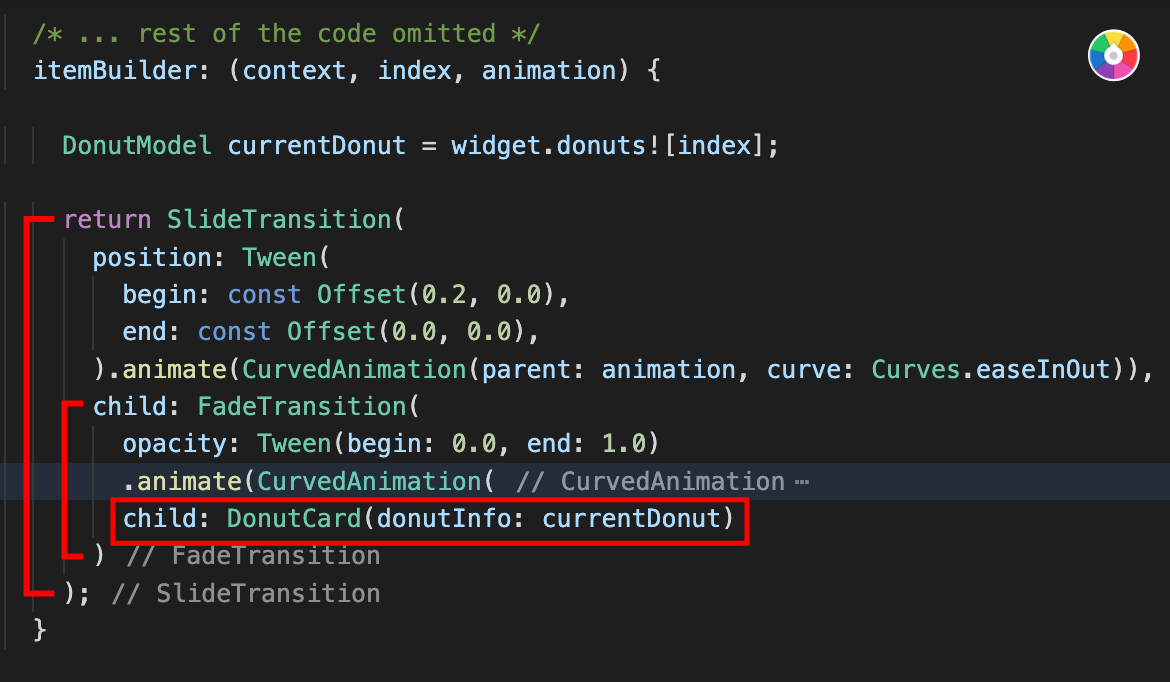 /* ... rest of the code omitted */
itemBuilder: (context, index, animation) {
DonutModel currentDonut = widget.donuts![index];
return SlideTransition(
position: Tween(
begin: const Offset(0.2, 0.0),
end: const Offset(0.0, 0.0),
).animate(CurvedAnimation(parent: animation, curve: Curves.easeInOut)),
child: FadeTransition(
opacity: Tween(begin: 0.0, end: 1.0)
.animate(CurvedAnimation( // CurvedAnimation ⋯
child: DonutCard(donutInfo: currentDonut)
) // FadeTransition
); // SlideTransition
}